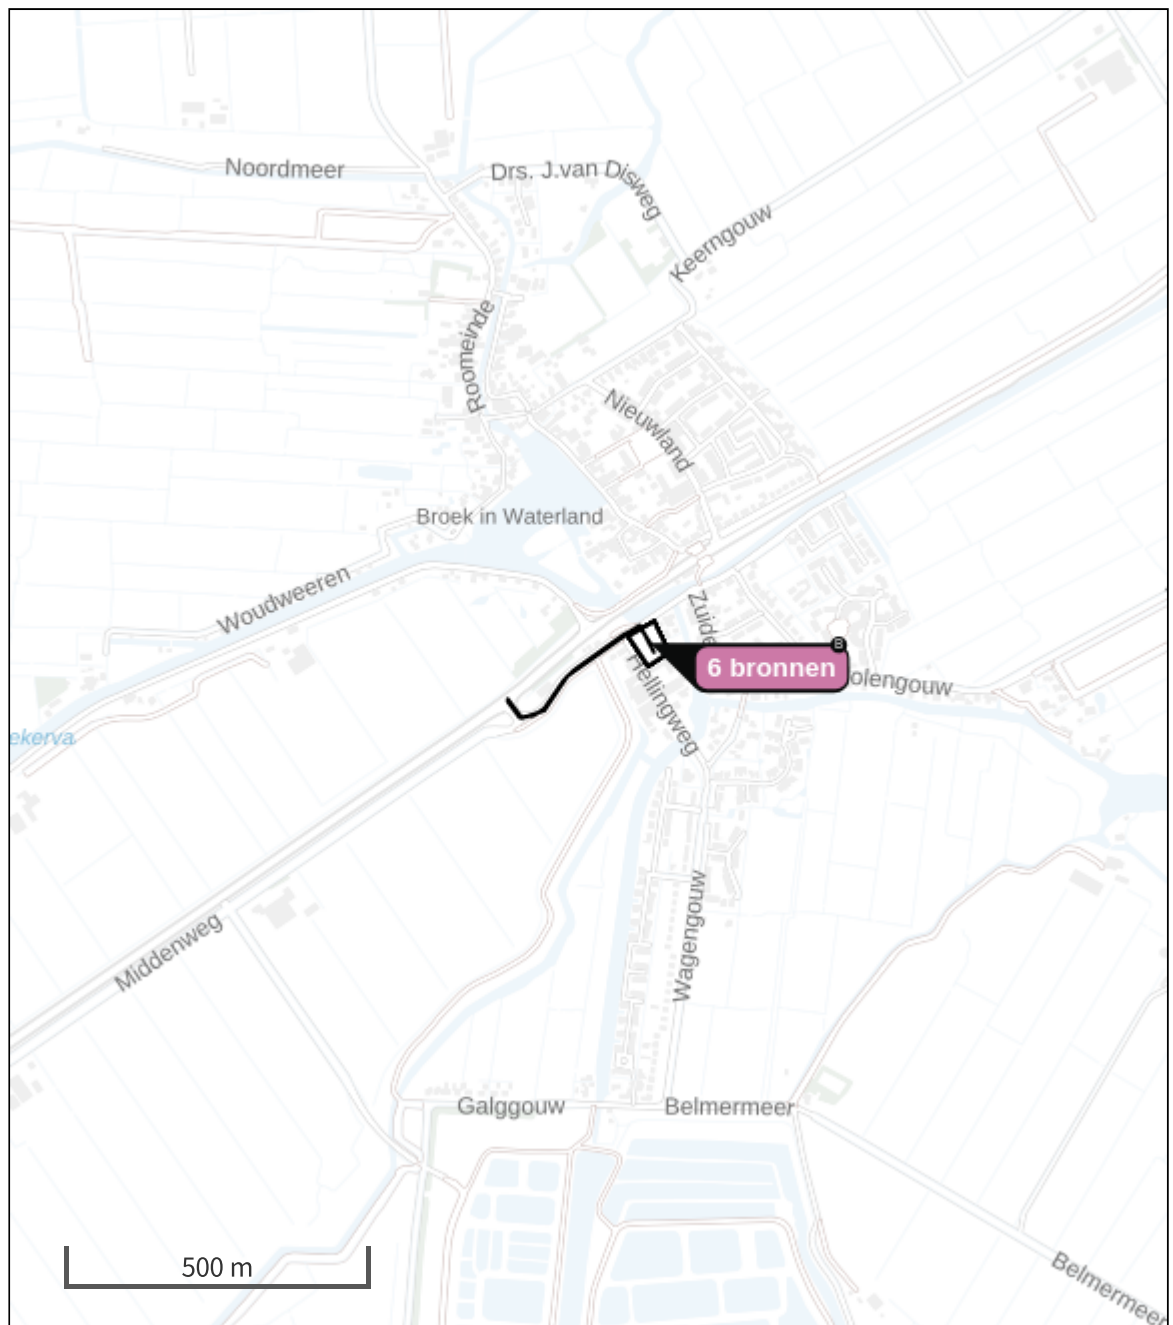 Noordmeer
Drs. J.van Disweg
Keerngouw
Roomeinde
Nieuwland
Broek in Waterland
Woudweeren
Zuide
B
6 bronnen
Hellingweg
olengouw
ekerva
Wagengouw
Middenweg
Galggouw
Belmermeer
500 m
Belmermeer